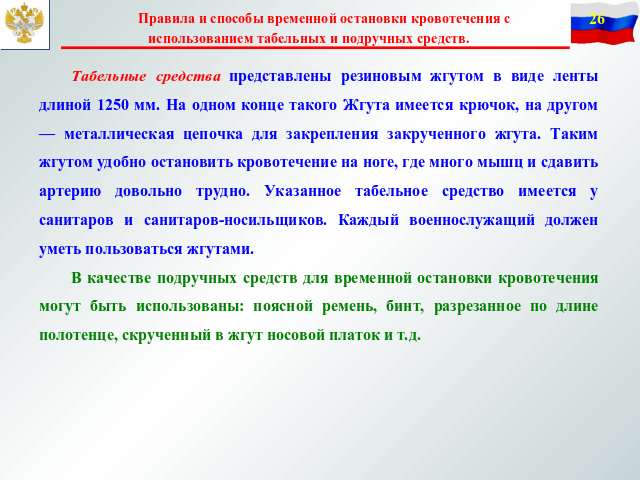 Правила и способы временной остановки кровотечения с
использованием табельных и подручных средств.
26
Табельные средства представлены резиновым жгутом в виде ленты
длиной 1250 мм. На одном конце такого Жгута имеется крючок, на другом
— металлическая цепочка для закрепления закрученного жгута. Таким
жгутом удобно остановить кровотечение на ноге, где много мышц и сдавить
артерию довольно трудно. Указанное табельное средство имеется у
санитаров и санитаров-носильщиков. Каждый военнослужащий должен
уметь пользоваться жгутами.
В качестве подручных средств для временной остановки кровотечения
могут быть использованы: поясной ремень, бинт, разрезанное по длине
полотенце, скрученный в жгут носовой платок и т.д.